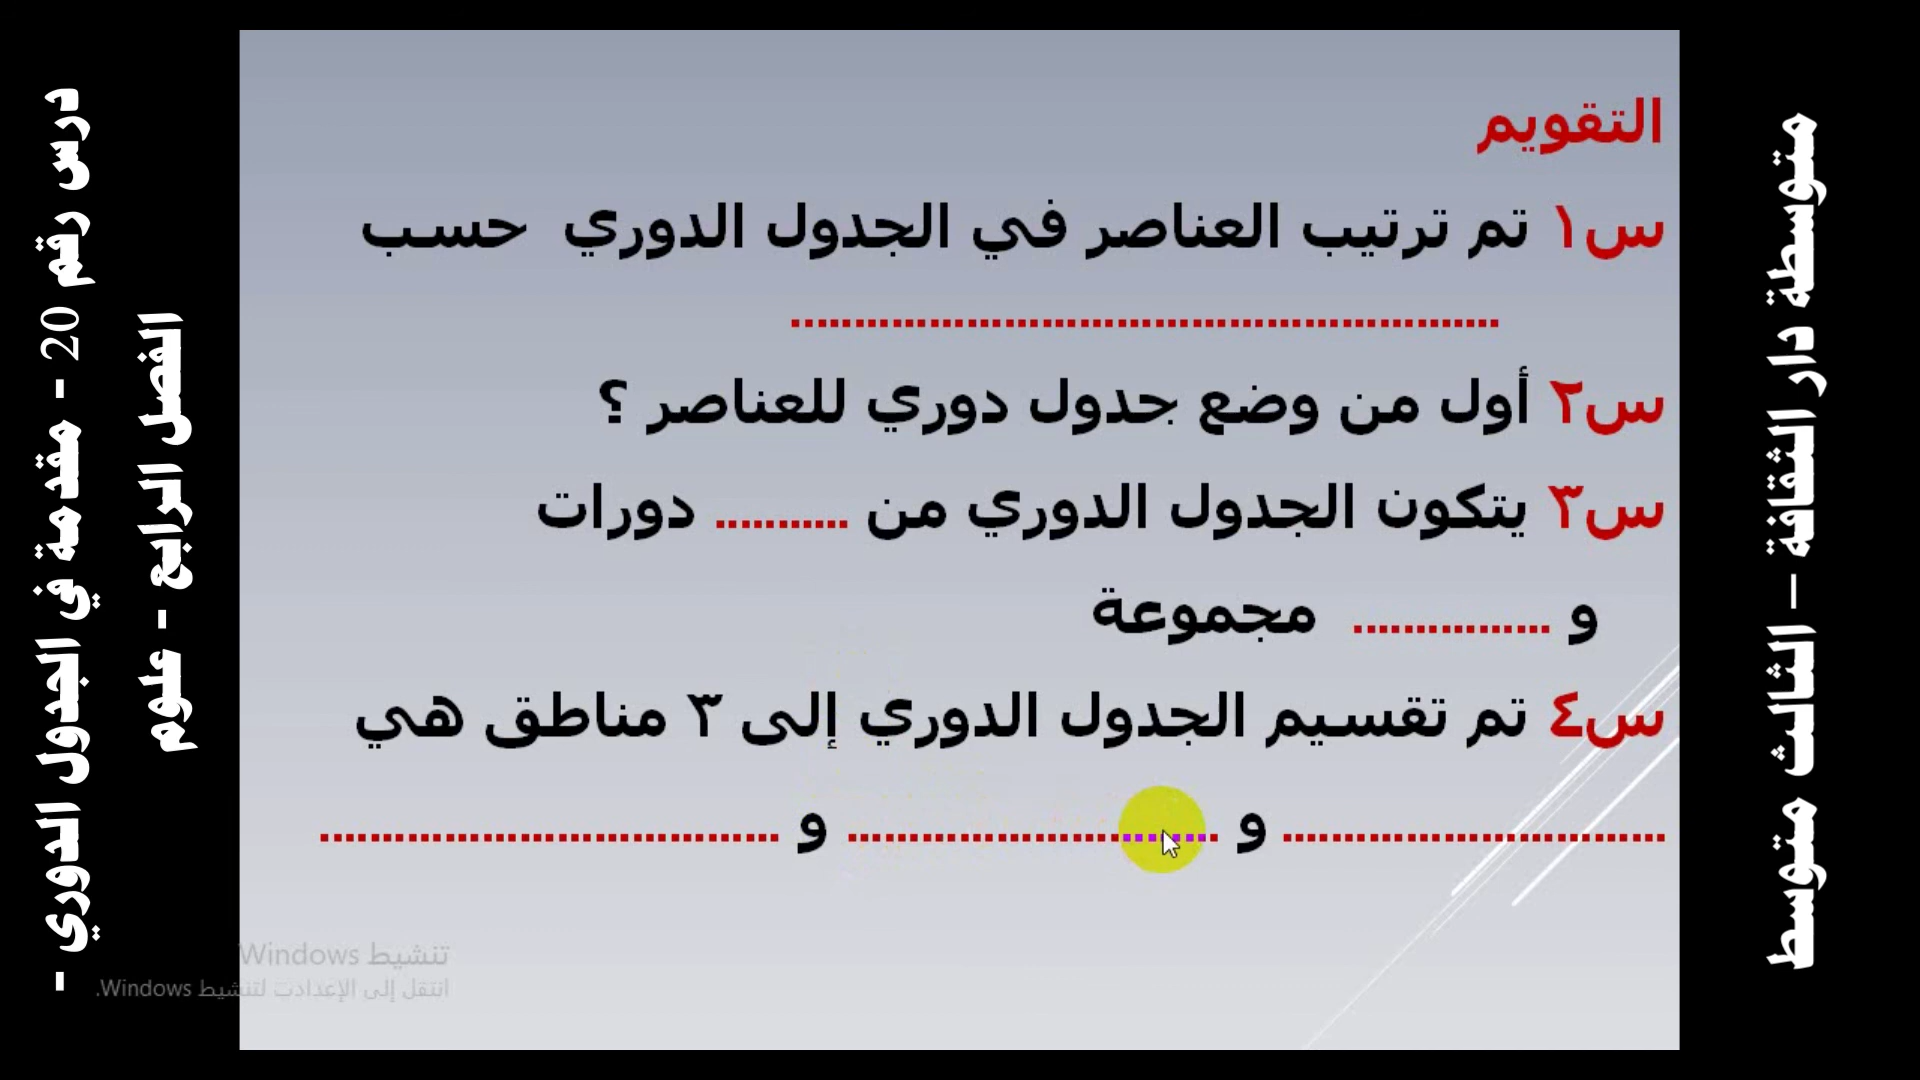 متوسطة دار الثقافة – الثالث متوسط
التقويم
س١ تم ترتيب العناصر في الجدول الدوري حسب
........................................................
س٢ أول من وضع جدول دوري للعناصر ؟
س٣ يتكون الجدول الدوري من ........... دورات
و ................ مجموعة
س٤ تم تقسيم الجدول الدوري إلى ٣ مناطق هي
............................... و .............................. و .....................................
تنشيط Windows
انتقل إلى الإعدادت لتنشيط Windows.
درس رقم 20 - مقدمة في الجدول الدوري -
الفصل الرابع - علوم